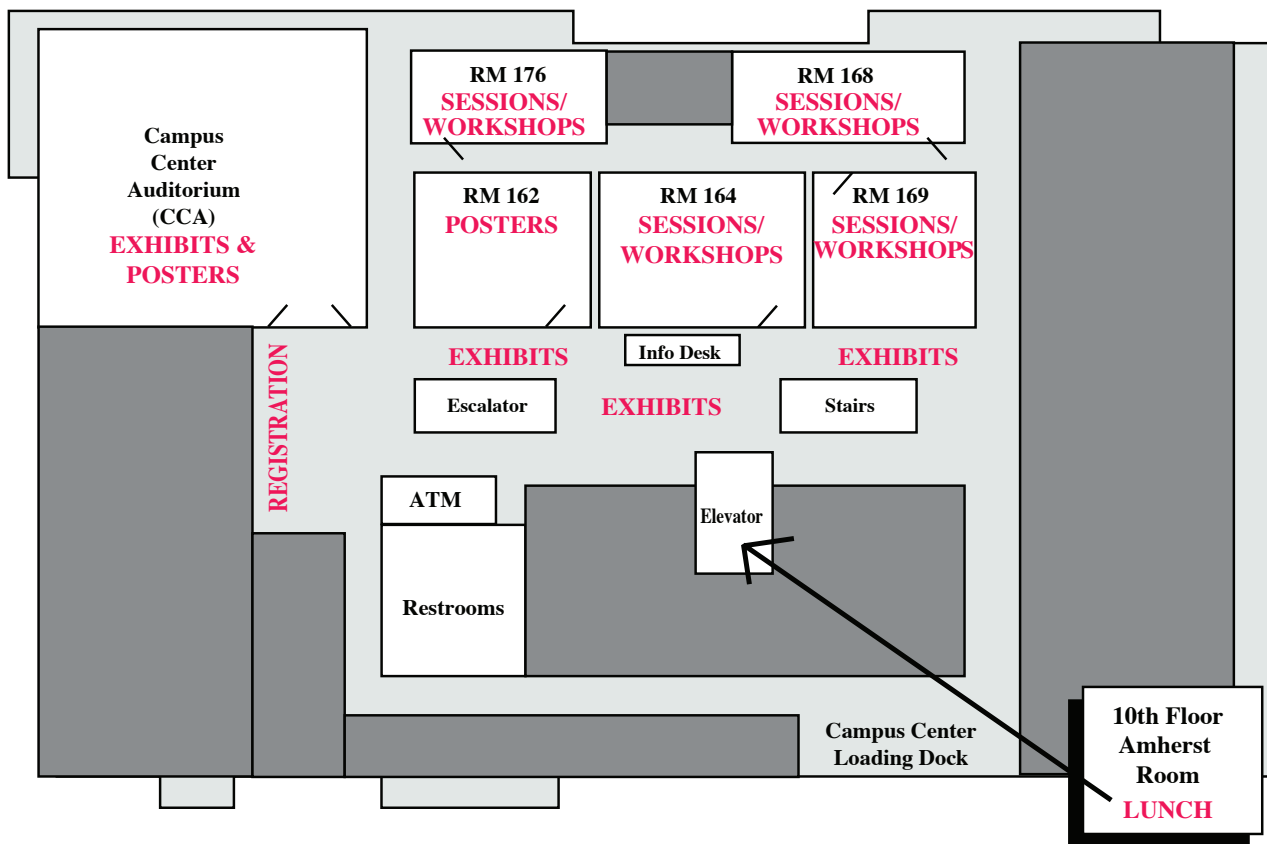 Campus
Center
Auditorium
(CCA)
EXHIBITS &
POSTERS
RM 176
SESSIONS/
WORKSHOPS
RM 168
SESSIONS/
WORKSHOPS
RM 162
POSTERS
RM 164
SESSIONS/
WORKSHOPS
RM 169
SESSIONS/
WORKSHOPS
REGISTRATION
EXHIBITS
Info Desk
EXHIBITS
Escalator
EXHIBITS
Stairs
ATM
Elevator
Restrooms
Campus Center
Loading Dock
10th Floor
Amherst
Room
LUNCH